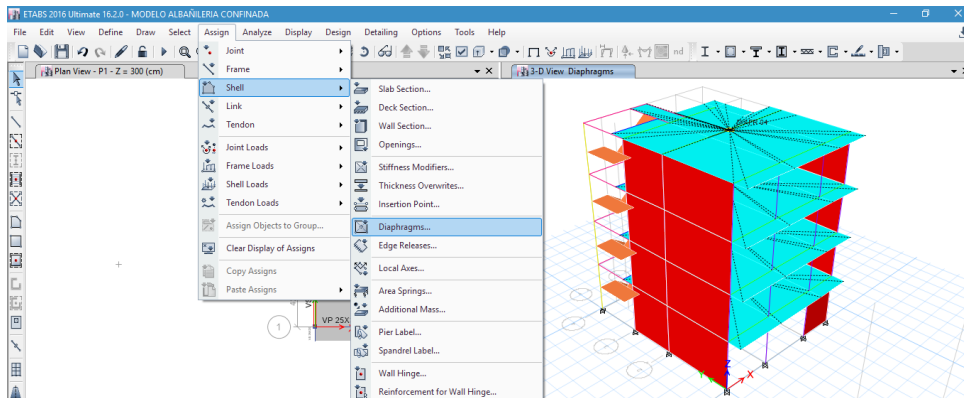 ETABS 2016 Ultimate 16.2.0 - MODELO ALBAÑILERIA CONFINADA
File Edit View Define Draw Select Assign Analyze Display Design Detailing Options Tools Help
nd
Plan View - P1 - Z = 300 (cm)
3-D View Diaphragms
Joint
Frame
Shell
Link
Tendon
Joint Loads
Frame Loads
Shell Loads
Tendon Loads
Assign Objects to Group...
Clear Display of Assigns
Copy Assigns
Paste Assigns
Slab Section...
Deck Section...
Wall Section...
Openings...
Stiffness Modifiers...
Thickness Overwrites...
Insertion Point...
Diaphragms...
Edge Releases...
Local Axes...
Area Springs...
Additional Mass...
Pier Label...
Spandrel Label...
Wall Hinge...
Reinforcement for Wall Hinge...
1
VP 25X
Z
Y
X